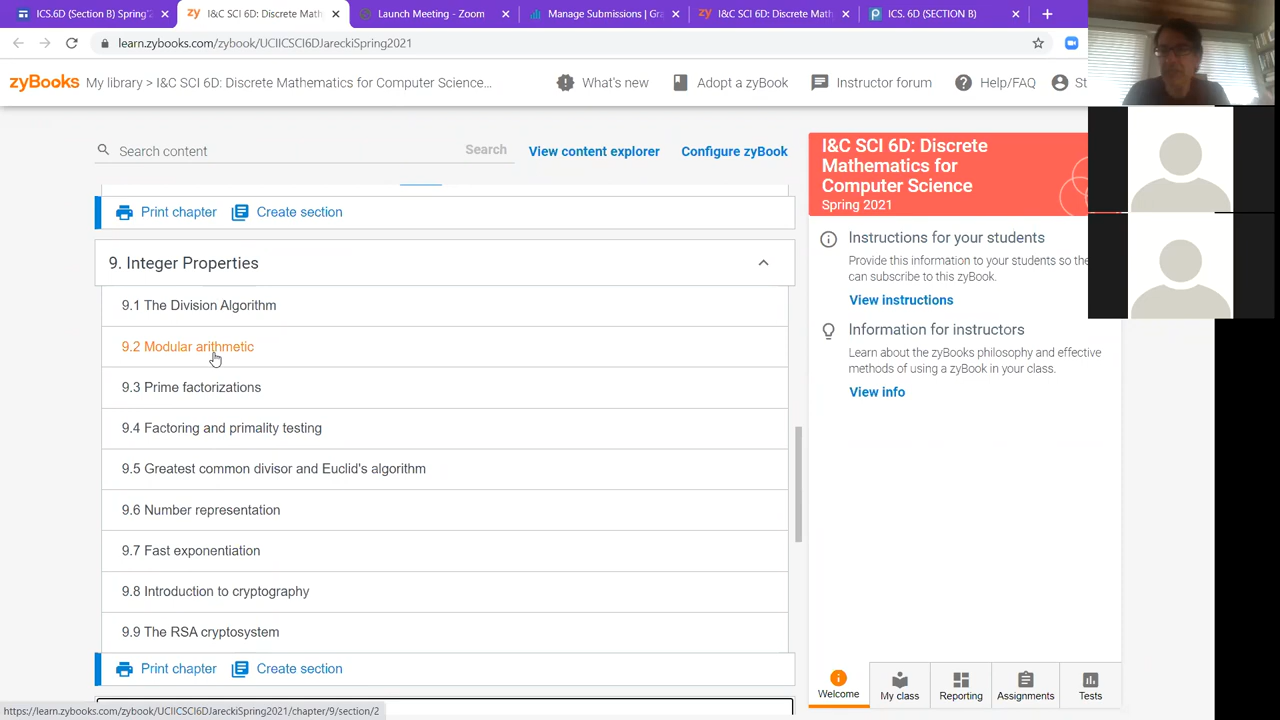 ICS.6D (Section B) Spring'2
I&C SCI 6D: Discrete Mathemati
Launch Meeting - Zoom
Manage Submissions | Gra
I&C SCI 6D: Discrete Mathemati
ICS. 6D (SECTION B)
learn.zybooks.com/zybook/UCIICSCI6DJareckiSpring2021
zyBooks
My library > I&C SCI 6D: Discrete Mathematics for Computer Science...
What's new
Adopt a zyBook
Instructor forum
Help/FAQ
St
Search content
Search
View content explorer
Configure zyBook
Print chapter
Create section
9. Integer Properties
9.1 The Division Algorithm
9.2 Modular arithmetic
9.3 Prime factorizations
9.4 Factoring and primality testing
9.5 Greatest common divisor and Euclid's algorithm
9.6 Number representation
9.7 Fast exponentiation
9.8 Introduction to cryptography
9.9 The RSA cryptosystem
Print chapter
Create section
https://learn.zybooks.com/zybook/UCIICSCI6DJareckiSpring2021/chapter/9/section/2
I&C SCI 6D: Discrete
Mathematics for
Computer Science
Spring 2021
Instructions for your students
Provide this information to your students so the
can subscribe to this zyBook.
View instructions
Information for instructors
Learn about the zyBooks philosophy and effective
methods of using a zyBook in your class.
View info
Welcome
My class
Reporting
Assignments
Tests